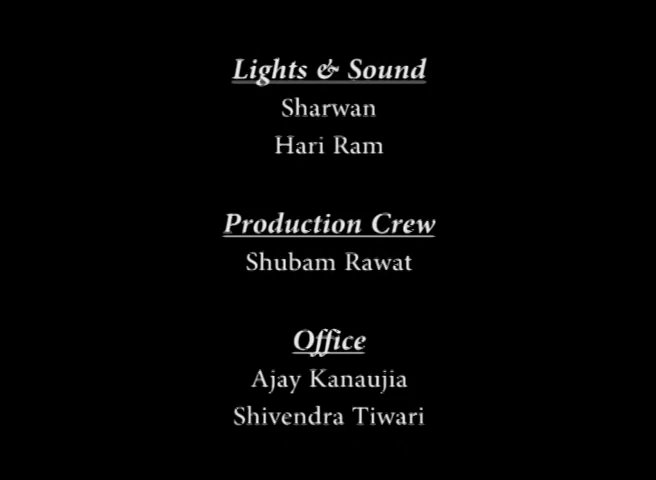 Lights & Sound
Sharwan
Hari Ram
Production Crew
Shubam Rawat
Office
Ajay Kanaujia
Shivendra Tiwari